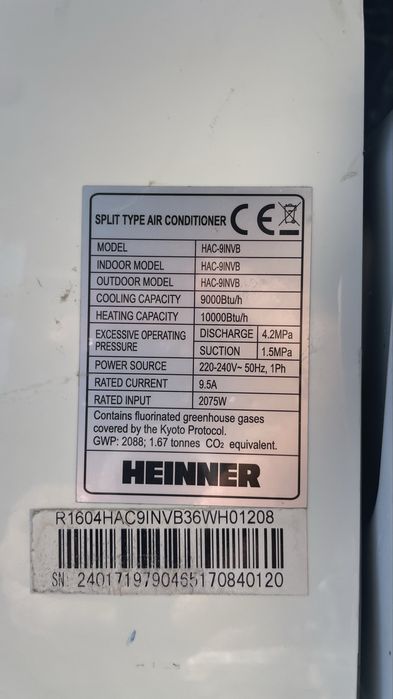 SPLIT TYPE AIR CONDITIONER CE
MODEL HAC-9INVB
INDOOR MODEL HAC-9INVB
OUTDOOR MODEL HAC-9INVB
COOLING CAPACITY 9000Btu/h
HEATING CAPACITY 10000Btu/h
EXCESSIVE OPERATING PRESSURE DISCHARGE 4.2MPa
SUCTION 1.5MPa
POWER SOURCE 220-240V~ 50Hz, 1Ph
RATED CURRENT 9.5A
RATED INPUT 2075W
Contains fluorinated greenhouse gases
covered by the Kyoto Protocol.
GWP: 2088; 1.67 tonnes CO₂ equivalent.
HEINNER
R1604HAC9INVB36WH01208
SN: 2401719790465170840120